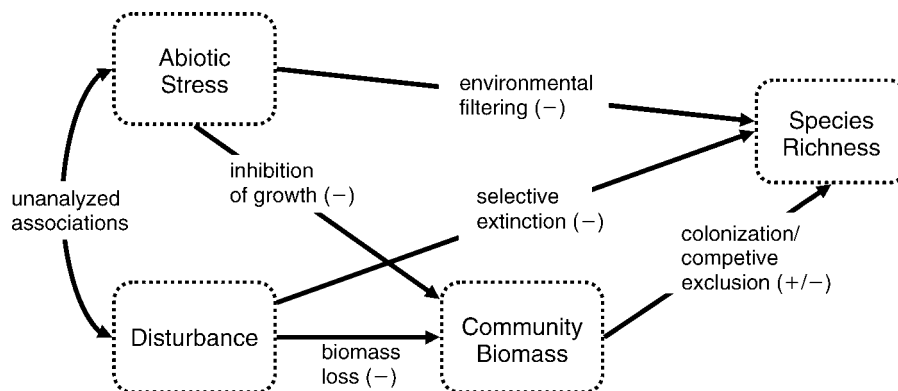 Abiotic
Stress
environmental
filtering (−)
Species
Richness
inhibition
of growth (−)
unanalyzed
associations
selective
extinction (−)
colonization/
competive
exclusion (+/−)
Disturbance
biomass
loss (−)
Community
Biomass